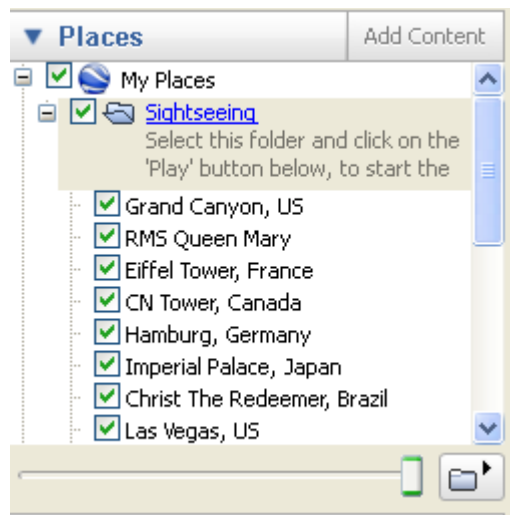 Places
Add Content
My Places
Sightseeing
Select this folder and click on the
'Play' button below, to start the
Grand Canyon, US
RMS Queen Mary
Eiffel Tower, France
CN Tower, Canada
Hamburg, Germany
Imperial Palace, Japan
Christ The Redeemer, Brazil
Las Vegas, US